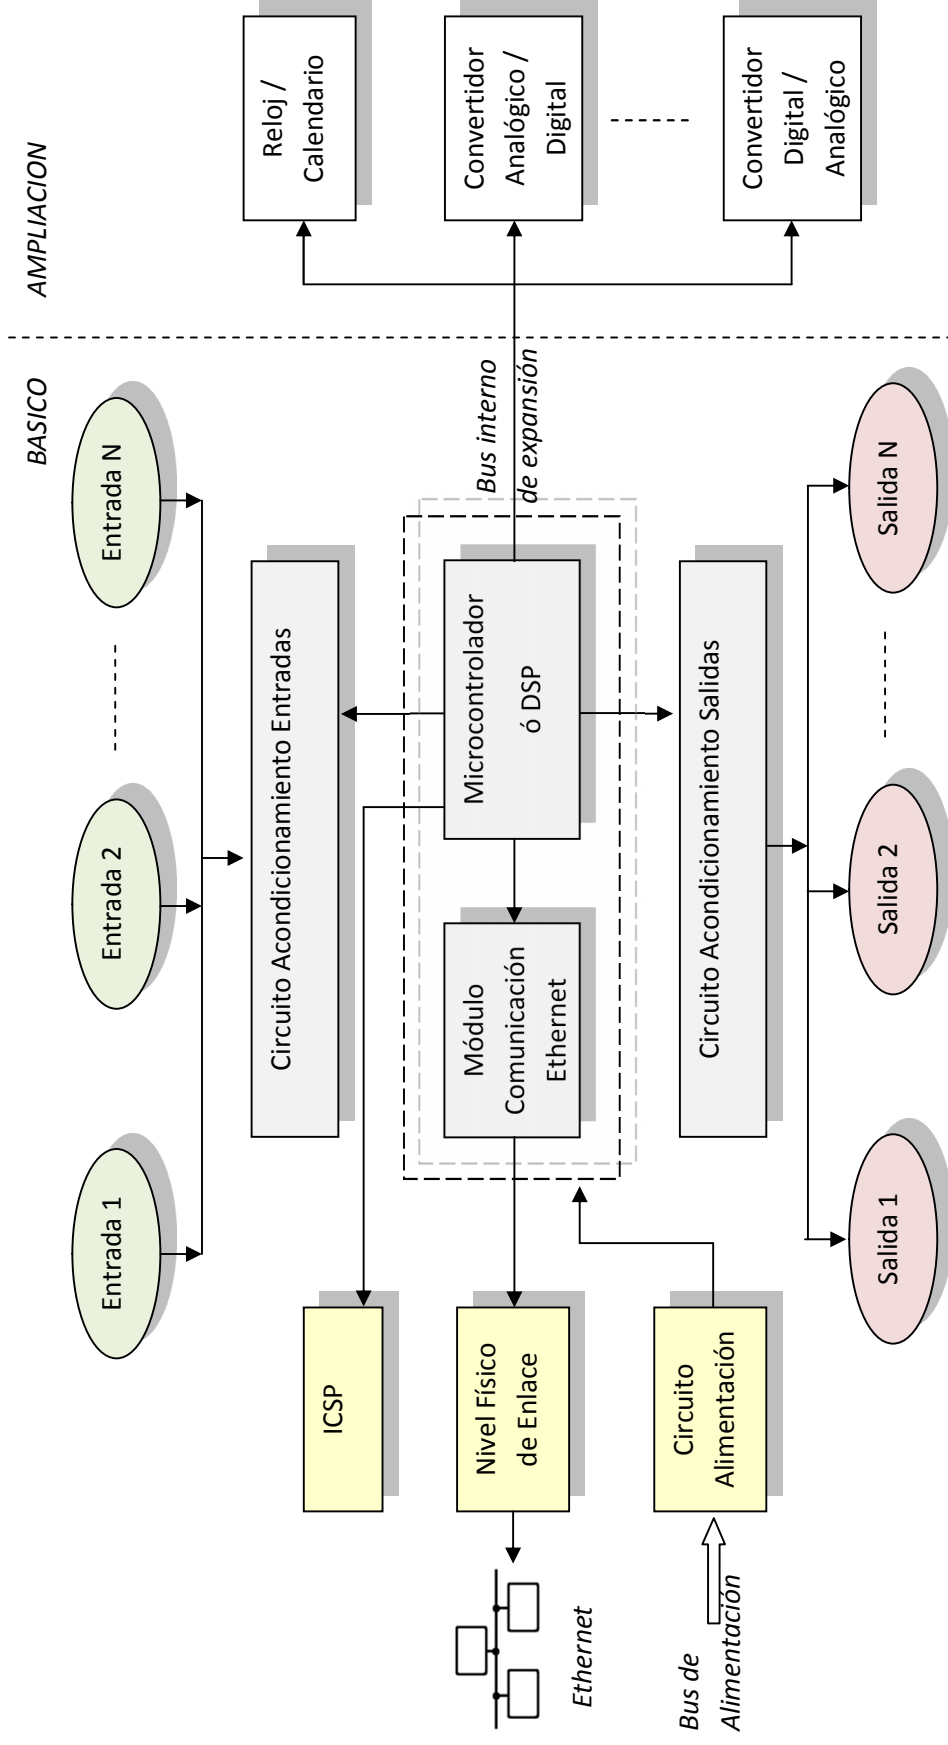 BASICO
AMPLIACION
Entrada 1
Entrada 2
Entrada N
Circuito Acondicionamiento Entradas
ICSP
Reloj /
Calendario
Ethernet
Nivel Físico
de Enlace
Módulo
Comunicación
Ethernet
Microcontrolador
ó DSP
Bus interno
de expansión
Convertidor
Analógico /
Digital
Bus de
Alimentación
Circuito
Alimentación
Circuito Acondicionamiento Salidas
Convertidor
Digital /
Analógico
Salida 1
Salida 2
Salida N